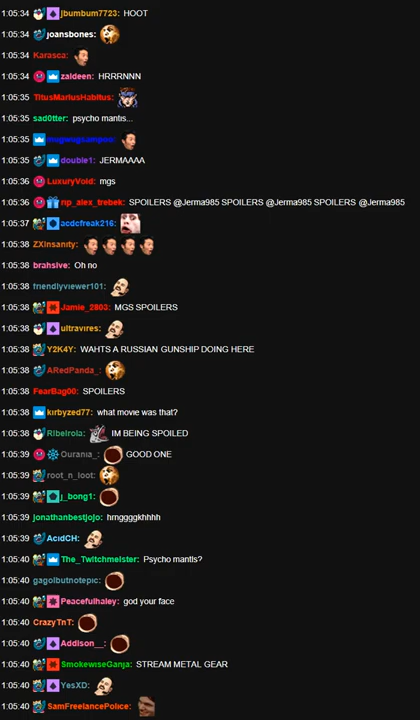 1:05:34 jbumbum7723: HOOT
1:05:34 joansbones:
1:05:34 Karasca:
1:05:34 zaideen: HRRRNNN
1:05:35 TitusMariusHabitus:
1:05:35 sad0tter: psycho mantis...
1:05:35
1:05:35 double1: JERMAAAA
1:05:36 LuxuryVoid: mgs
1:05:36 np_alex_trebek: SPOILERS @Jerma985 SPOILERS @Jerma985 SPOILERS @Jerma985
1:05:37 acdcfreak216:
1:05:38 ZXInsanity:
1:05:38 brahsive: Oh no
1:05:38 friendlyviewer101:
1:05:38 Jamie_2803: MGS SPOILERS
1:05:38 ultravires:
1:05:38 Y2K4Y: WAHTS A RUSSIAN GUNSHIP DOING HERE
1:05:38 ARedPanda_:
1:05:38 FearBag00: SPOILERS
1:05:38 kirbyzed77: what movie was that?
1:05:38 Ribelrola: IM BEING SPOILED
1:05:39 Ourania_: GOOD ONE
1:05:39 root_n_loot:
1:05:39 j_bong1:
1:05:39 jonathanbestjojo: hrnggggkhhhh
1:05:39 AcidCH:
1:05:40 The_Twitchmeister: Psycho mantis?
1:05:40 gagolbutnotepic:
1:05:40 Peacefulhaley: god your face
1:05:40 CrazyTnT:
1:05:40 Addison__:
1:05:40 SmokewiseGanja: STREAM METAL GEAR
1:05:40 YesXD:
1:05:40 SamFreelancePolice: